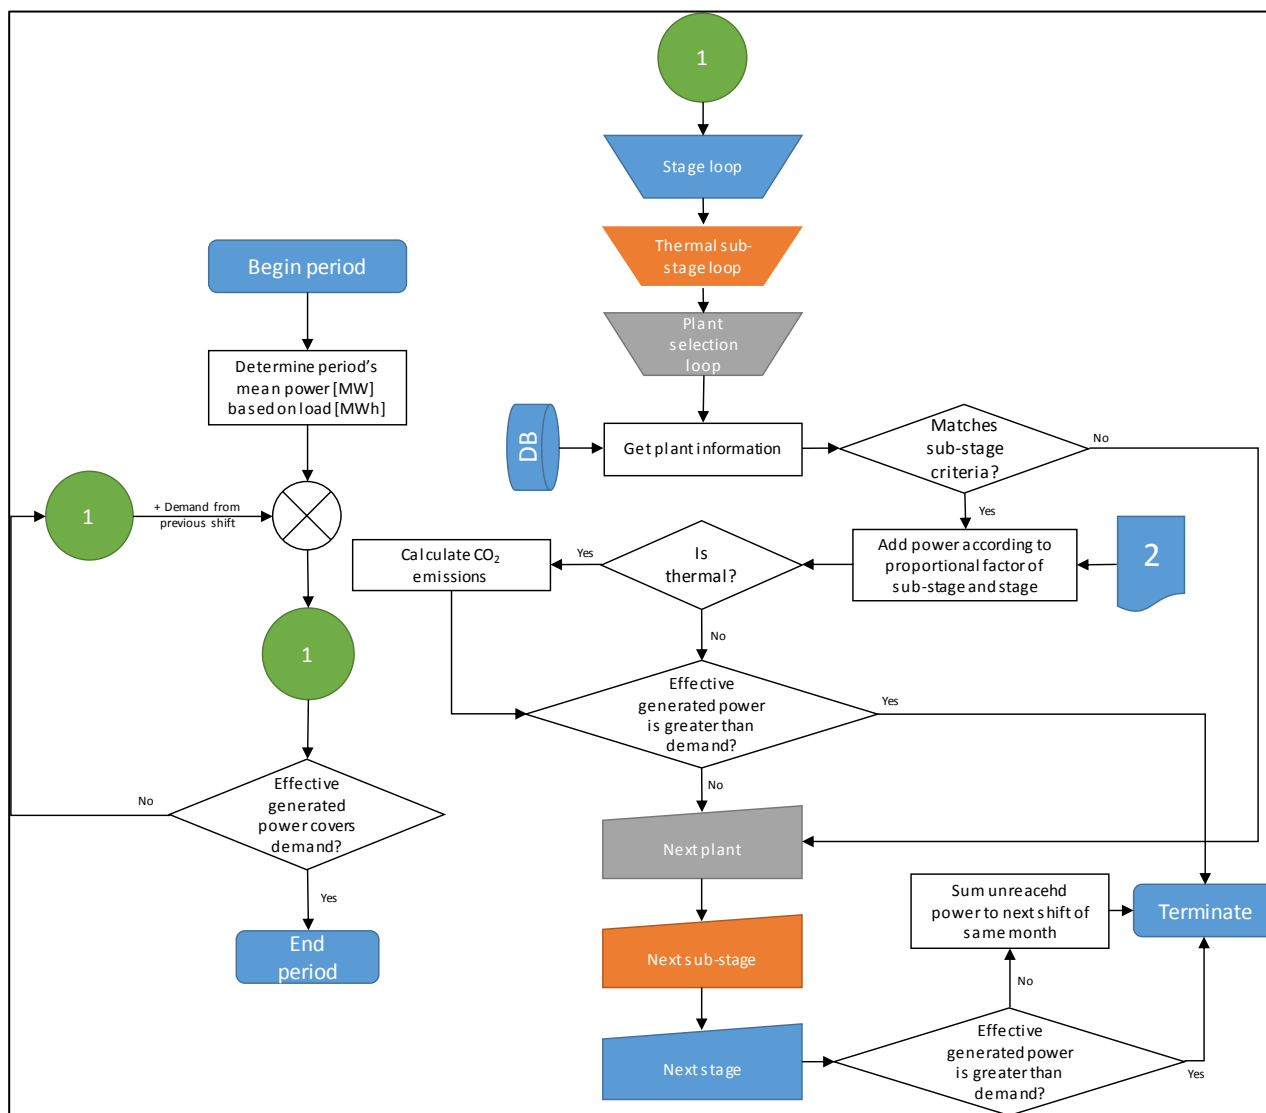 1
Stage loop
Thermal sub-
stage loop
Plant
selection
loop
Begin period
Determine period's
mean power [MW]
based on load [MWh]
1
+ Demand from
previous shift
1
Effective
generated
power covers
demand?
No
Yes
End
period
DB
Get plant information
Matches
sub-stage
criteria?
No
Yes
Add power according to
proportional factor of
sub-stage and stage
2
Is
thermal?
Yes
Calculate CO₂
emissions
No
Effective
generated power
is greater than
demand?
Yes
No
Next plant
Next sub-stage
Next stage
Effective
generated power
is greater than
demand?
No
Yes
Sum unreacehd
power to next shift of
same month
Terminate